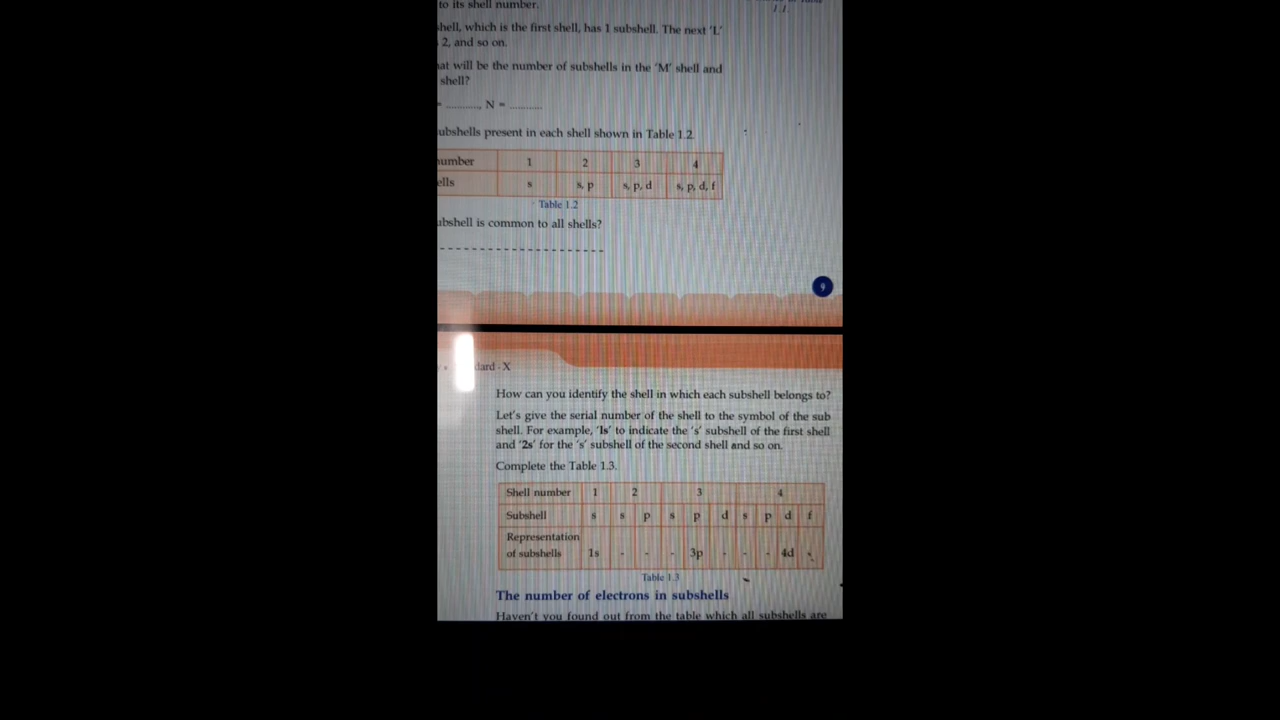 to its shell number.
1.1.
shell, which is the first shell, has 1 subshell. The next 'L'
2, and so on.
at will be the number of subshells in the 'M' shell and
shell?
= ..........., N = ...........
ubshells present in each shell shown in Table 1.2
number 1 2 3 4
ells s s, p s, p, d s, p, d, f
Table 1.2
ubshell is common to all shells?
9
dard - X
How can you identify the shell in which each subshell belongs to?
Let's give the serial number of the shell to the symbol of the sub
shell. For example, '1s' to indicate the 's' subshell of the first shell
and '2s' for the 's' subshell of the second shell and so on.
Complete the Table 1.3.
Shell number 1 2 3 4
Subshell s s p s p d s p d f
Representation
of subshells 1s - - - 3p - - - 4d -
Table 1.3
The number of electrons in subshells
Haven't you found out from the table which all subshells are